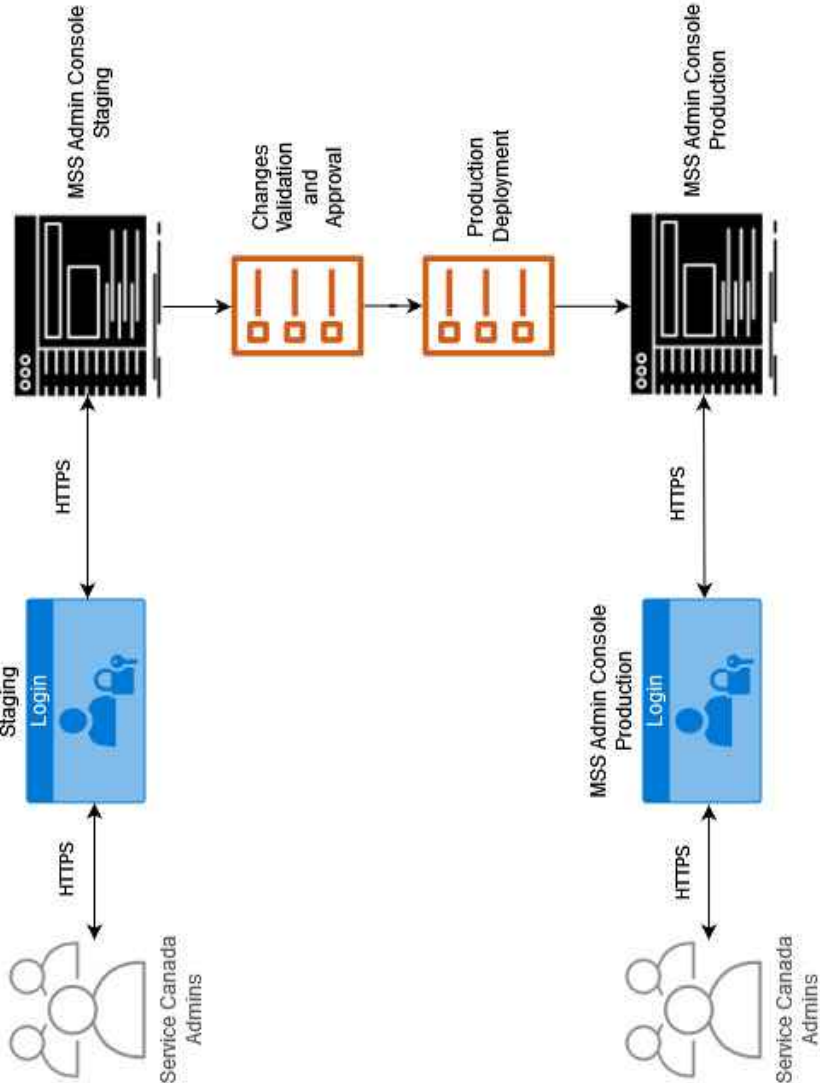 Staging
Login
HTTPS
HTTPS
Service Canada
Admins
MSS Admin Console
Staging
Changes
Validation
and
Approval
Production
Deployment
MSS Admin Console
Production
Login
HTTPS
HTTPS
Service Canada
Admins
MSS Admin Console
Production